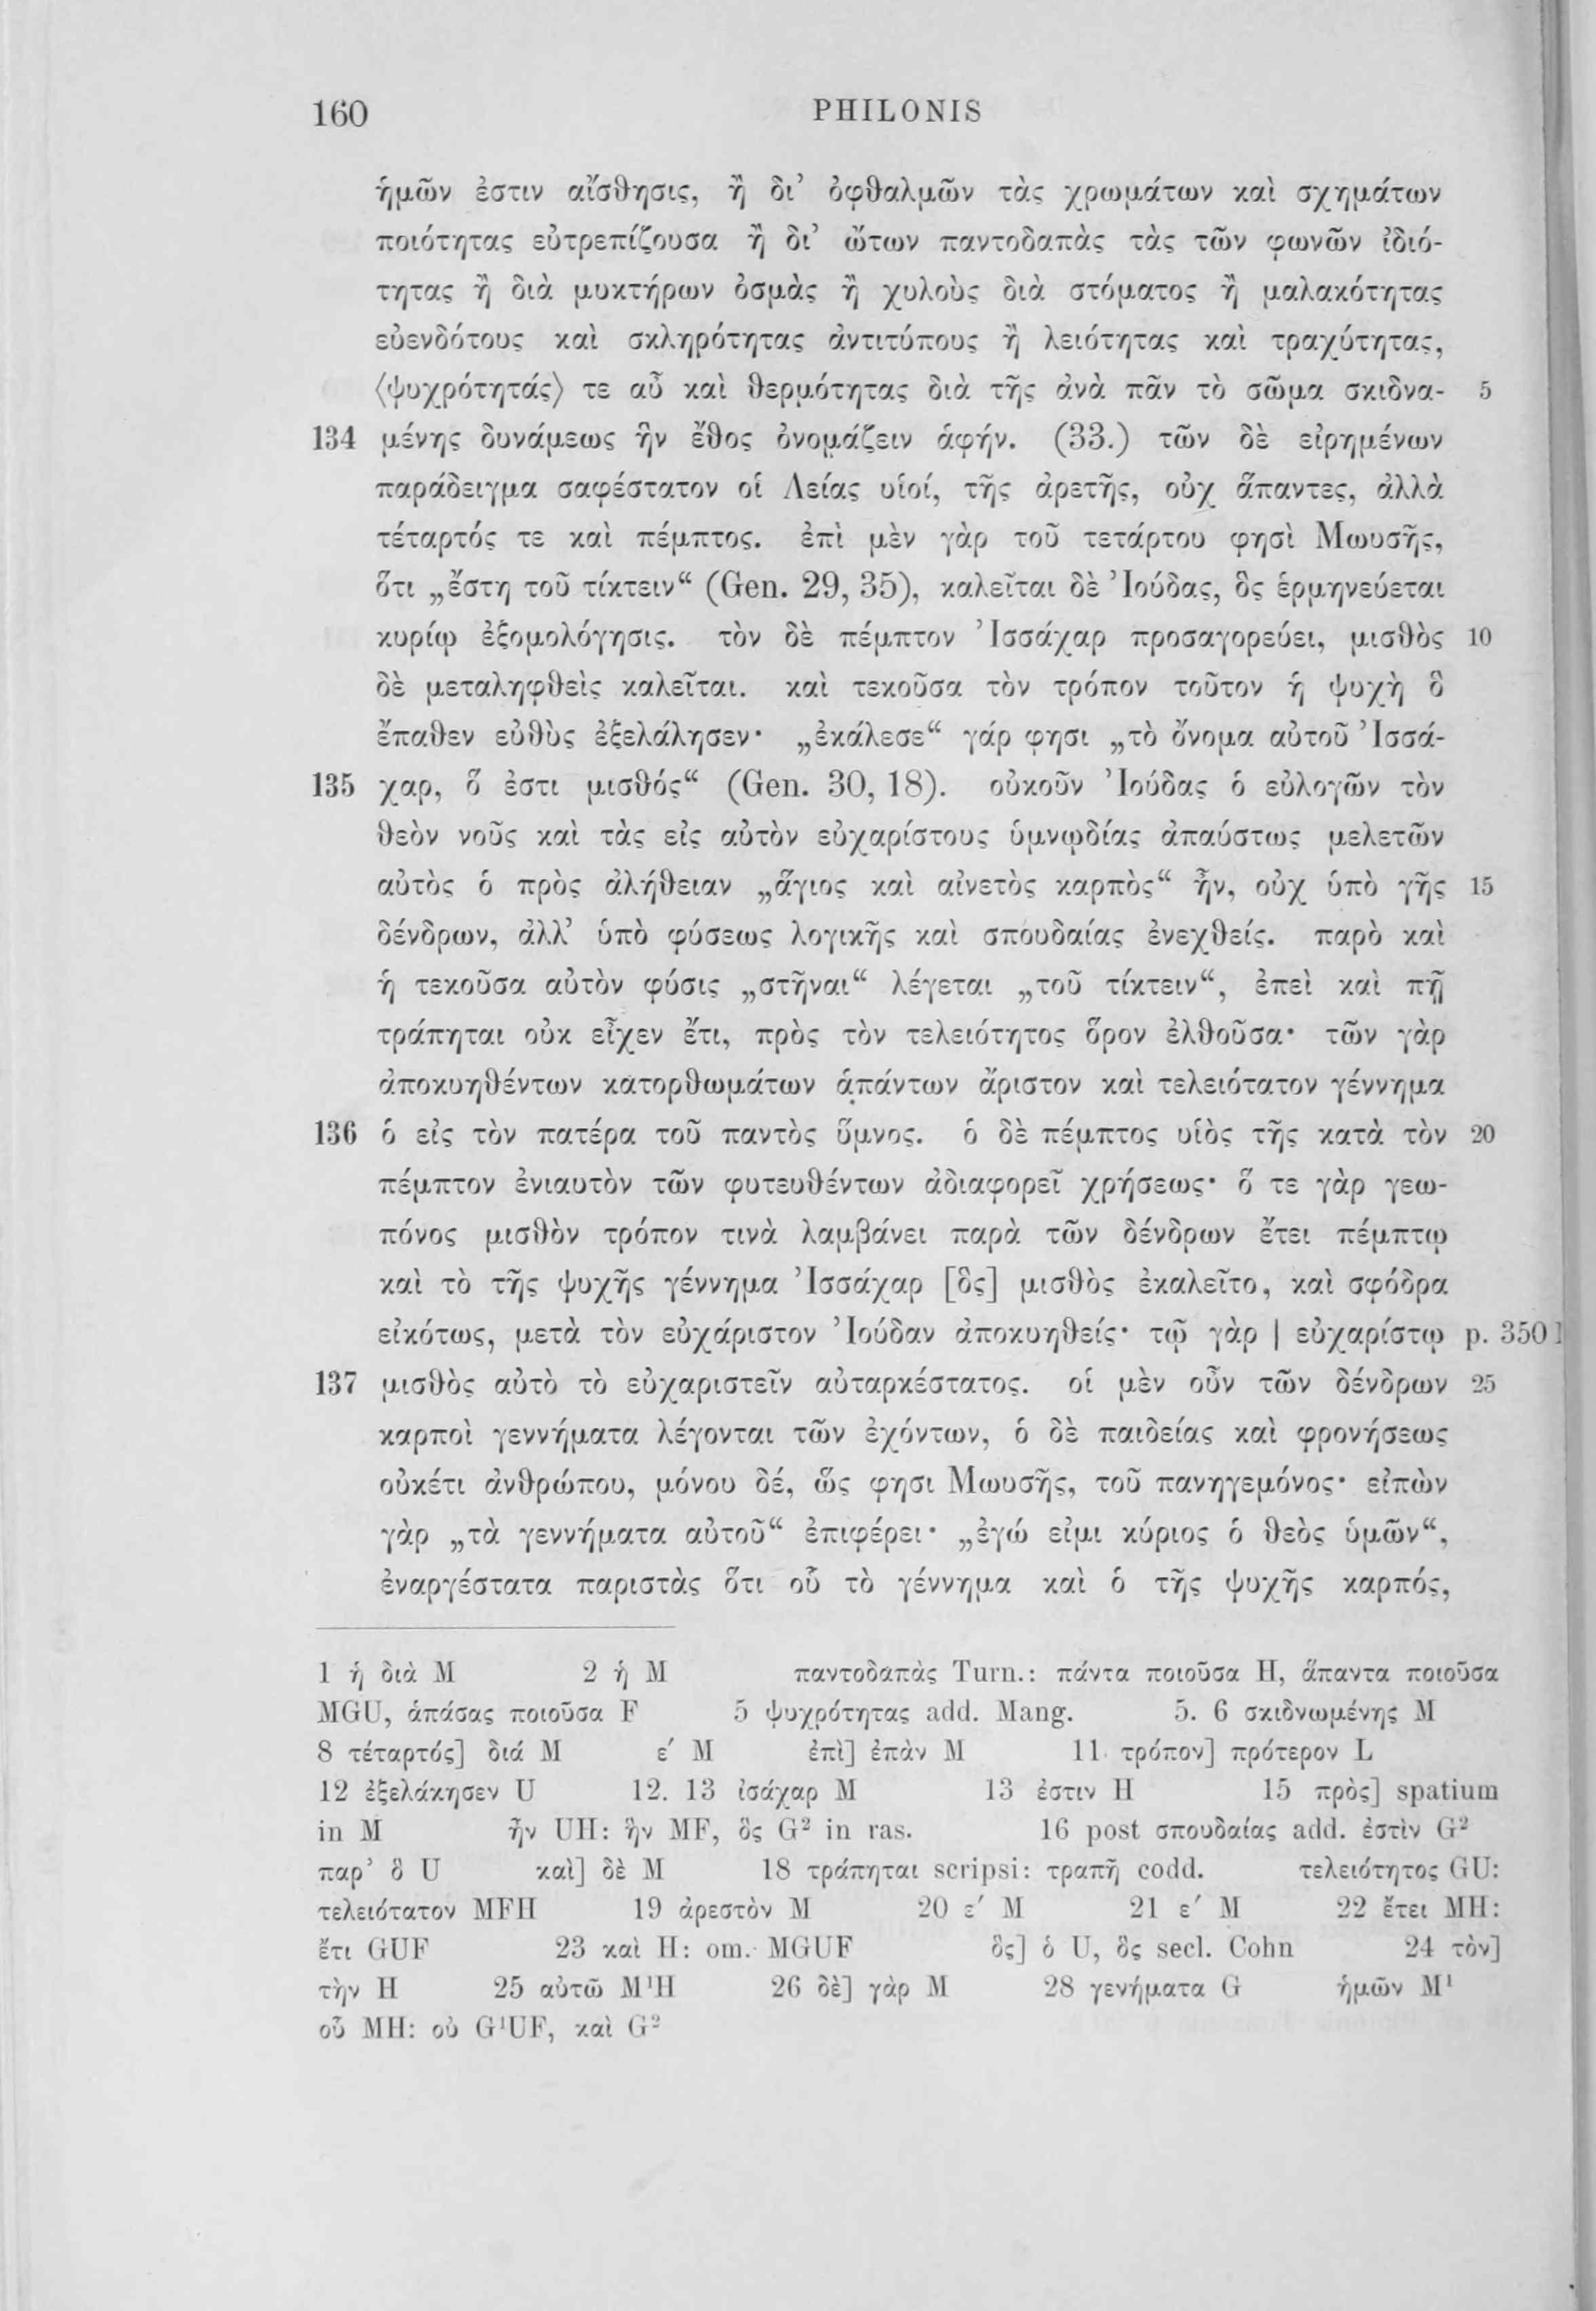 160 PHILONIS
ἡμῶν ἐστιν αἴσθησις, ἢ δι’ ὀφθαλμῶν τὰς χρωμάτων καὶ σχημάτων
ποιότητας εὐτρεπίζουσα ἢ δι’ ὤτων παντοδαπὰς τὰς τῶν φωνῶν ἰδιό-
τητας ἢ διὰ μυκτήρων ὀσμὰς ἢ χυλοὺς διὰ στόματος ἢ μαλακότητας
εὐενδότους καὶ σκληρότητας ἀντιτύπους ἢ λειότητας καὶ τραχύτητας,
⟨ψυχρότητάς⟩ τε αὖ καὶ θερμότητας διὰ τῆς ἀνὰ πᾶν τὸ σῶμα σκιδνα- 5
134 μένης δυνάμεως ἣν ἔθος ὀνομάζειν ἁφήν. (33.) τῶν δὲ εἰρημένων
παράδειγμα σαφέστατον οἱ Λείας υἱοί, τῆς ἀρετῆς, οὐχ ἅπαντες, ἀλλὰ
τέταρτός τε καὶ πέμπτος. ἐπὶ μὲν γὰρ τοῦ τετάρτου φησὶ Μωυσῆς,
ὅτι „ἔστη τοῦ τίκτειν“ (Gen. 29, 35), καλεῖται δὲ Ἰούδας, ὃς ἑρμηνεύεται
κυρίῳ ἐξομολόγησις. τὸν δὲ πέμπτον Ἰσσάχαρ προσαγορεύει, μισθὸς 10
δὲ μεταληφθεὶς καλεῖται. καὶ τεκοῦσα τὸν τρόπον τοῦτον ἡ ψυχὴ ὃ
ἔπαθεν εὐθὺς ἐξελάλησεν· „ἐκάλεσε“ γάρ φησι „τὸ ὄνομα αὐτοῦ Ἰσσά-
135 χαρ, ὅ ἐστι μισθός“ (Gen. 30, 18). οὐκοῦν Ἰούδας ὁ εὐλογῶν τὸν
θεὸν νοῦς καὶ τὰς εἰς αὐτὸν εὐχαρίστους ὑμνῳδίας ἀπαύστως μελετῶν
αὐτὸς ὁ πρὸς ἀλήθειαν „ἅγιος καὶ αἰνετὸς καρπὸς“ ἦν, οὐχ ὑπὸ γῆς 15
δένδρων, ἀλλ’ ὑπὸ φύσεως λογικῆς καὶ σπουδαίας ἐνεχθείς. παρὸ καὶ
ἡ τεκοῦσα αὐτὸν φύσις „στῆναι“ λέγεται „τοῦ τίκτειν“, ἐπεὶ καὶ πῇ
τράπηται οὐκ εἶχεν ἔτι, πρὸς τὸν τελειότητος ὅρον ἐλθοῦσα· τῶν γὰρ
ἀποκυηθέντων κατορθωμάτων ἁπάντων ἄριστον καὶ τελειότατον γέννημα
136 ὁ εἰς τὸν πατέρα τοῦ παντὸς ὕμνος. ὁ δὲ πέμπτος υἱὸς τῆς κατὰ τὸν 20
πέμπτον ἐνιαυτὸν τῶν φυτευθέντων ἀδιαφορεῖ χρήσεως· ὅ τε γὰρ γεω-
πόνος μισθὸν τρόπον τινὰ λαμβάνει παρὰ τῶν δένδρων ἔτει πέμπτῳ
καὶ τὸ τῆς ψυχῆς γέννημα Ἰσσάχαρ [ὃς] μισθὸς ἐκαλεῖτο, καὶ σφόδρα
εἰκότως, μετὰ τὸν εὐχάριστον Ἰούδαν ἀποκυηθείς· τῷ γὰρ | εὐχαρίστῳ p. 350
137 μισθὸς αὐτὸ τὸ εὐχαριστεῖν αὐταρκέστατος. οἱ μὲν οὖν τῶν δένδρων 25
καρποὶ γεννήματα λέγονται τῶν ἐχόντων, ὁ δὲ παιδείας καὶ φρονήσεως
οὐκέτι ἀνθρώπου, μόνου δέ, ὥς φησι Μωυσῆς, τοῦ πανηγεμόνος· εἰπὼν
γὰρ „τὰ γεννήματα αὐτοῦ“ ἐπιφέρει· „ἐγώ εἰμι κύριος ὁ θεὸς ὑμῶν“,
ἐναργέστατα παριστὰς ὅτι οὗ τὸ γέννημα καὶ ὁ τῆς ψυχῆς καρπός,
1 ἡ διὰ M 2 ἡ M παντοδαπὰς Turn.: πάντα ποιοῦσα H, ἅπαντα ποιοῦσα
MGU, ἁπάσας ποιοῦσα F 5 ψυχρότητας add. Mang. 5. 6 σκιδνωμένης M
8 τέταρτός] διά M ε′ M ἐπὶ] ἐπὰν M 11 τρόπον] πρότερον L
12 ἐξελάκησεν U 12. 13 ἰσάχαρ M 13 ἐστιν H 15 πρὸς] spatium
in M ἦν UH: ἣν MF, ὃς G² in ras. 16 post σπουδαίας add. ἐστὶν G²
παρ’ ὃ U καὶ] δὲ M 18 τράπηται scripsi: τραπῇ codd. τελειότητος GU:
τελειότατον MFH 19 ἀρεστὸν M 20 ε′ M 21 ε′ M 22 ἔτει MH:
ἔτι GUF 23 καὶ H: om. MGUF ὃς] ὁ U, ὃς secl. Cohn 24 τὸν]
τὴν H 25 αὐτῶ M¹H 26 δὲ] γὰρ M 28 γενήματα G ἡμῶν M¹
οὗ MH: οὐ G¹UF, καὶ G²